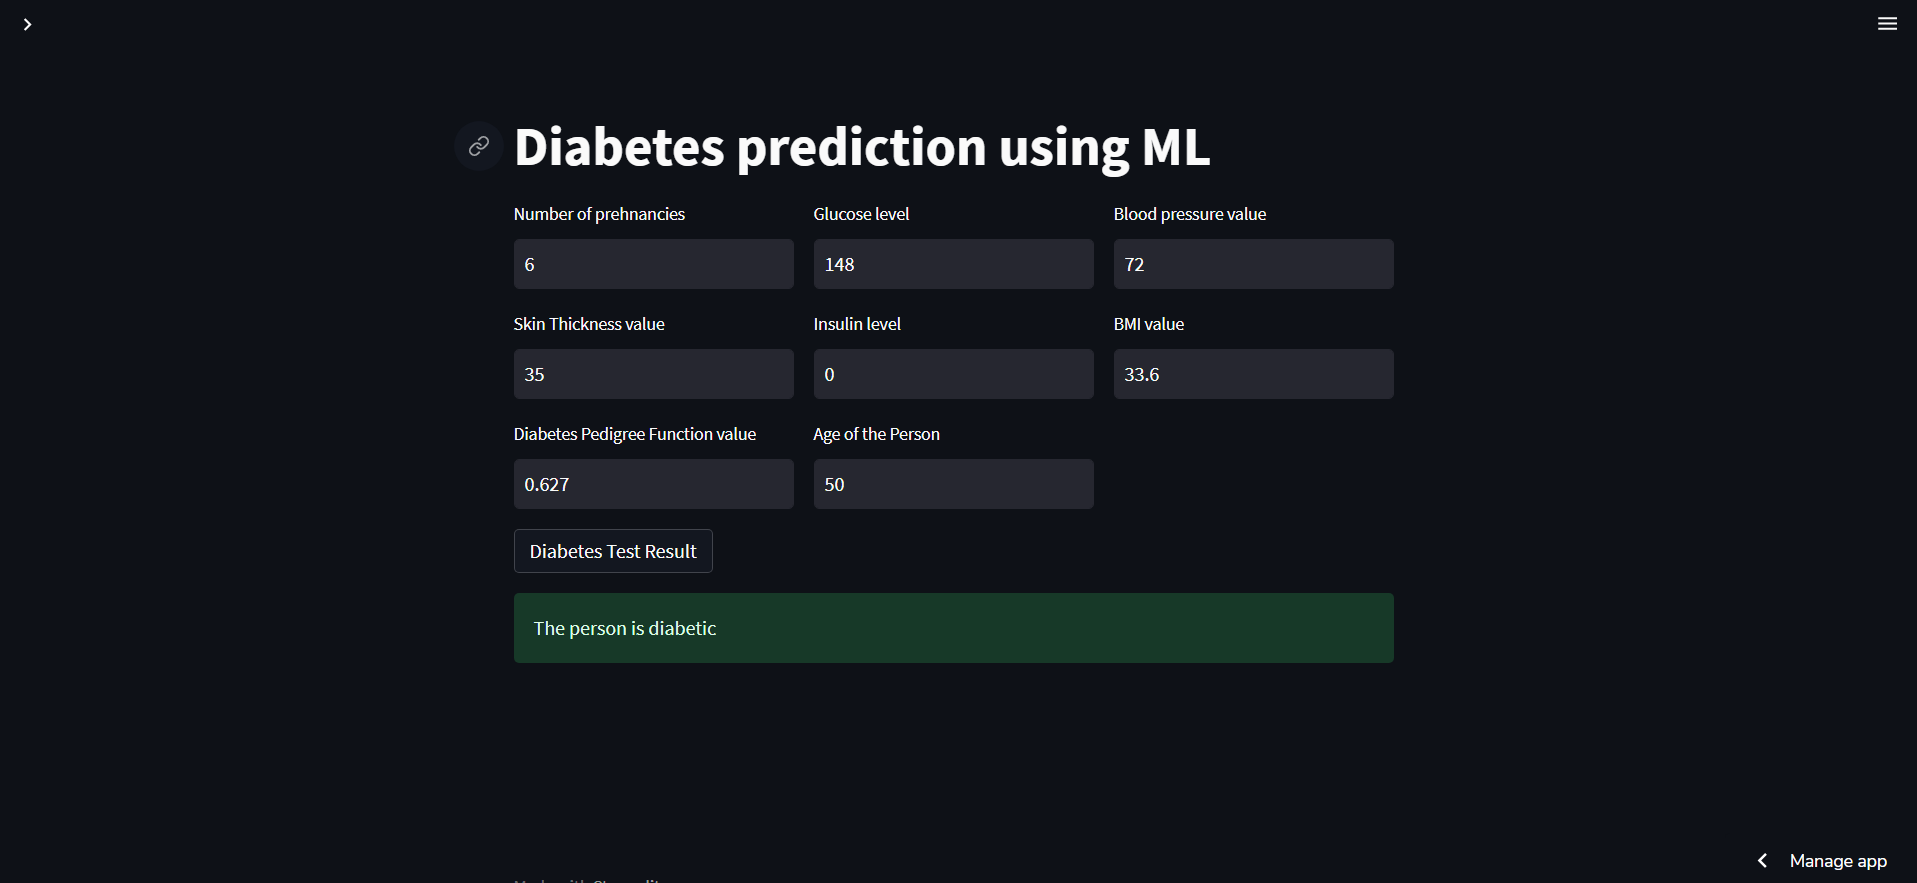 Diabetes prediction using ML
Number of prehnancies
Glucose level
Blood pressure value
6
148
72
Skin Thickness value
Insulin level
BMI value
35
0
33.6
Diabetes Pedigree Function value
Age of the Person
0.627
50
Diabetes Test Result
The person is diabetic
Manage app